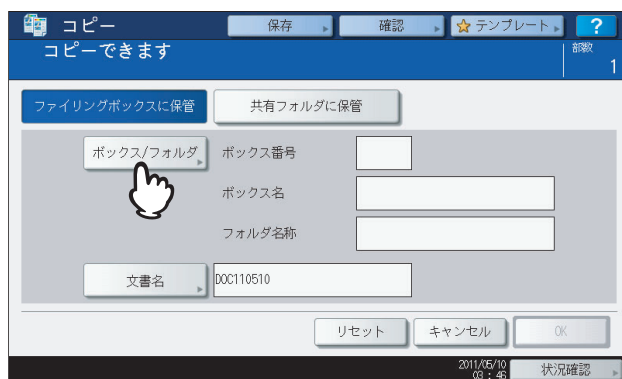 コピー
保存
確認
テンプレート
?
コピーできます
部数
1
ファイリングボックスに保管
共有フォルダに保管
ボックス/フォルダ
ボックス番号
ボックス名
フォルダ名称
文書名
DOC110510
リセット
キャンセル
OK
2011/05/10
03:46
状況確認